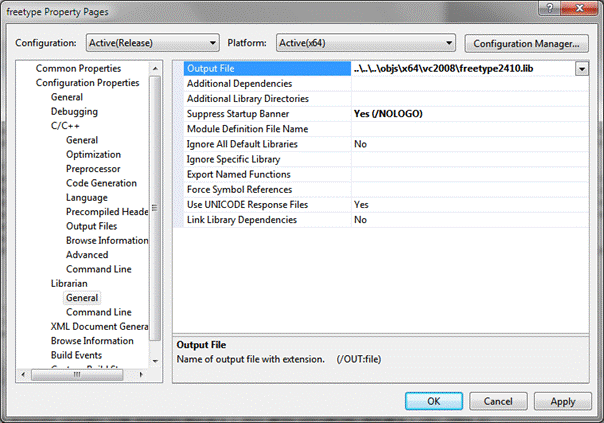 freetype Property Pages
Configuration: Active(Release) Platform: Active(x64) Configuration Manager...
Common Properties
Configuration Properties
General
Debugging
C/C++
General
Optimization
Preprocessor
Code Generation
Language
Precompiled Heade
Output Files
Browse Information
Advanced
Command Line
Librarian
General
Command Line
XML Document Genera
Browse Information
Build Events
Output File ..\..\..\objs\x64\vc2008\freetype2410.lib
Additional Dependencies
Additional Library Directories
Suppress Startup Banner Yes (/NOLOGO)
Module Definition File Name
Ignore All Default Libraries No
Ignore Specific Library
Export Named Functions
Force Symbol References
Use UNICODE Response Files Yes
Link Library Dependencies No
Output File
Name of output file with extension. (/OUT:file)
OK Cancel Apply